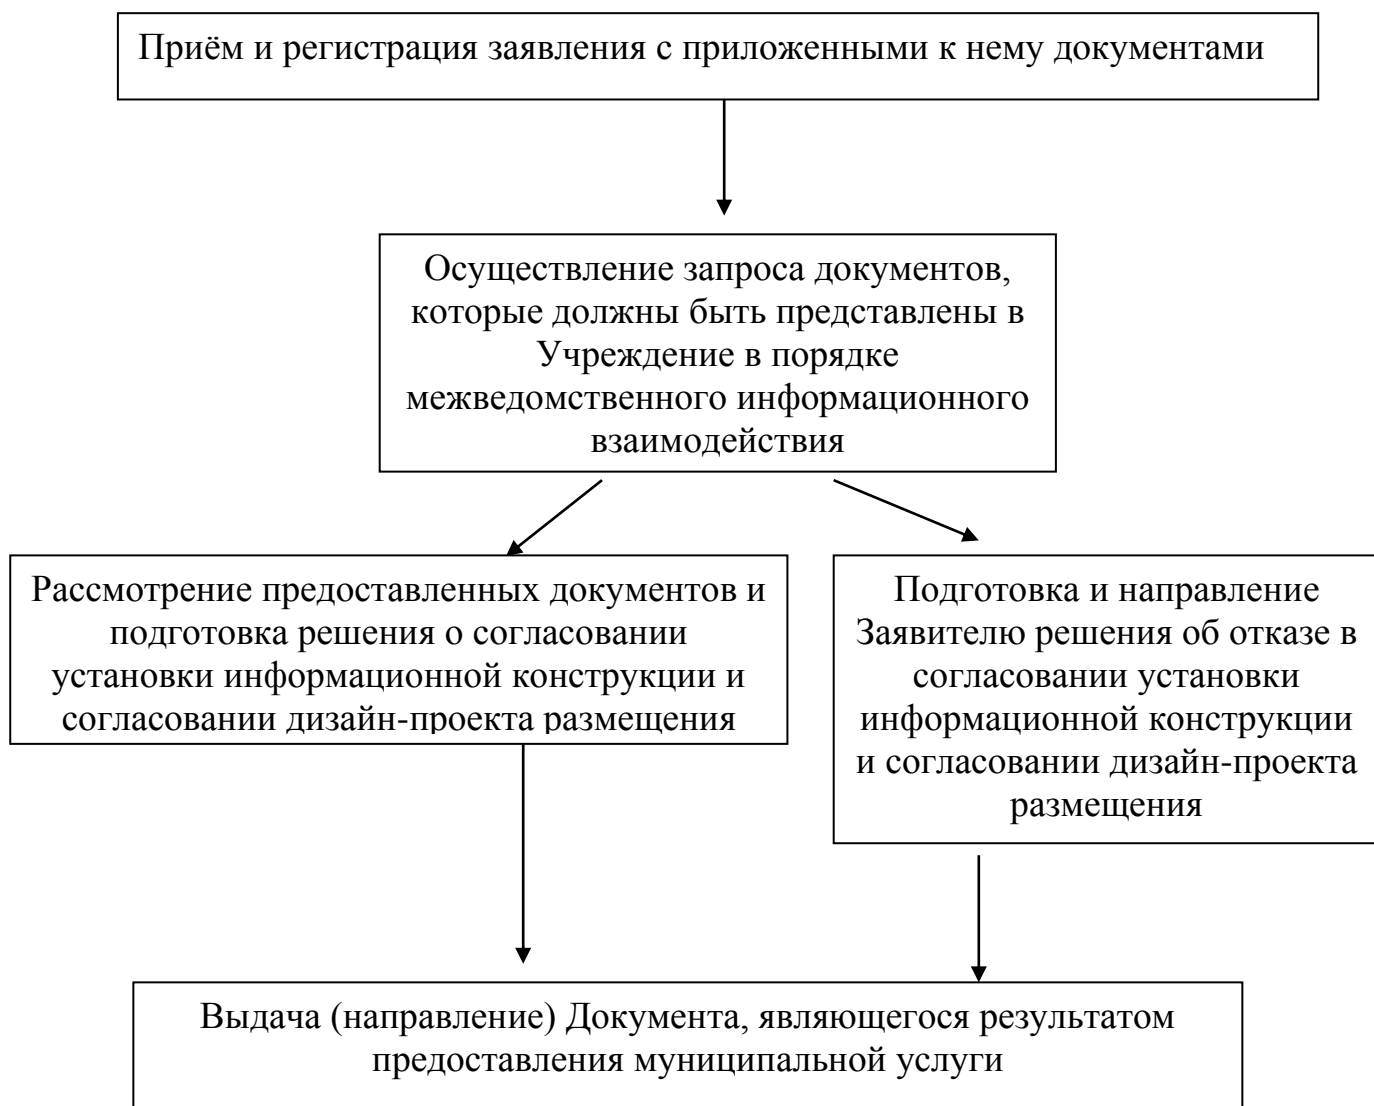 Приём и регистрация заявления с приложенными к нему документами
Осуществление запроса документов,
которые должны быть представлены в
Учреждение в порядке
межведомственного информационного
взаимодействия
Рассмотрение предоставленных документов и
подготовка решения о согласовании
установки информационной конструкции и
согласовании дизайн-проекта размещения
Подготовка и направление
Заявителю решения об отказе в
согласовании установки
информационной конструкции
и согласовании дизайн-проекта
размещения
Выдача (направление) Документа, являющегося результатом
предоставления муниципальной услуги